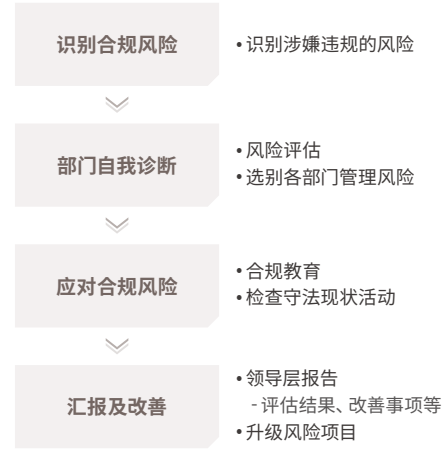 识别合规风险
• 识别涉嫌违规的风险
部门自我诊断
• 风险评估
• 选别各部门管理风险
应对合规风险
• 合规教育
• 检查守法现状活动
汇报及改善
• 领导层报告
- 评估结果、改善事项等
• 升级风险项目